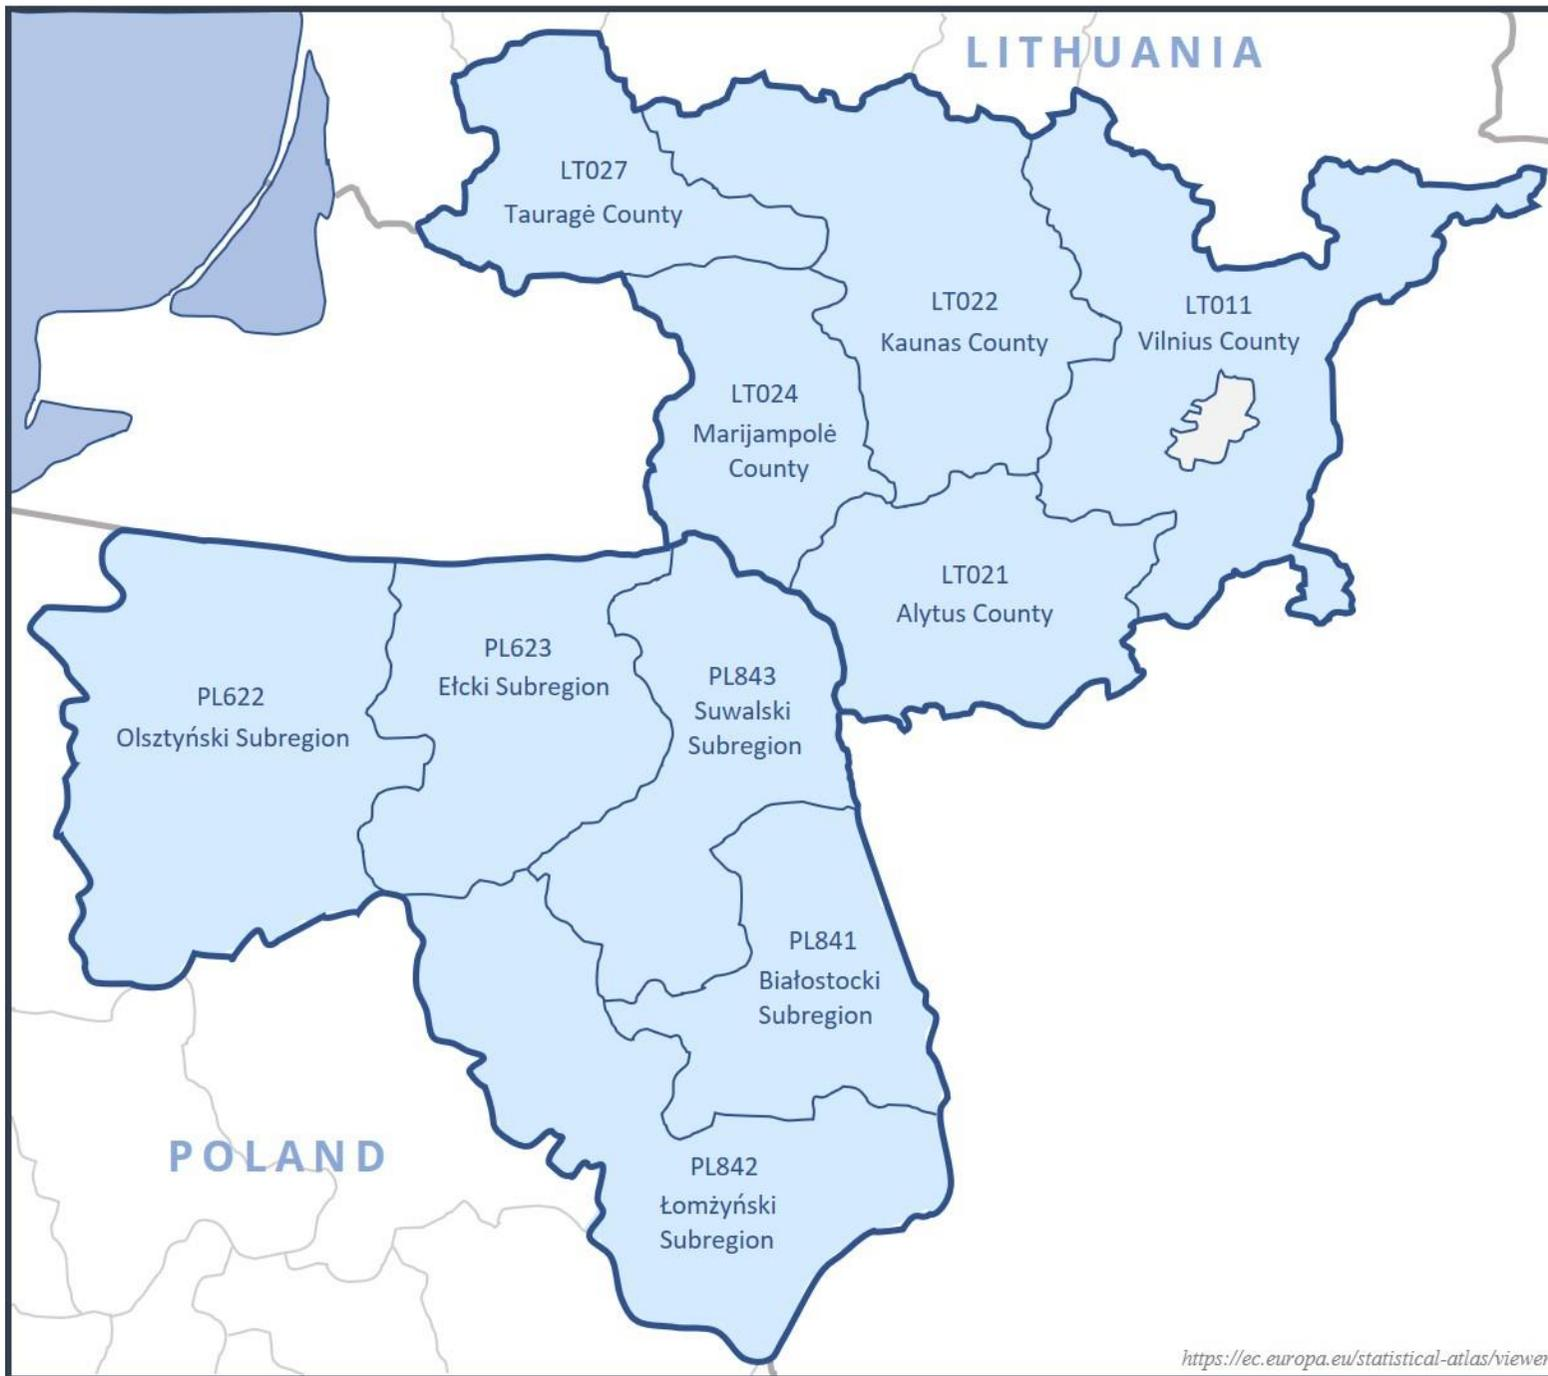 LITHUANIA
LT027
Tauragė County
LT022
Kaunas County
LT011
Vilnius County
LT024
Marijampolė
County
LT021
Alytus County
PL623
Ełcki Subregion
PL843
Suwalski
Subregion
PL622
Olsztyński Subregion
PL841
Białostocki
Subregion
POLAND
PL842
Łomżyński
Subregion
https://ec.europa.eu/statistical-atlas/viewer